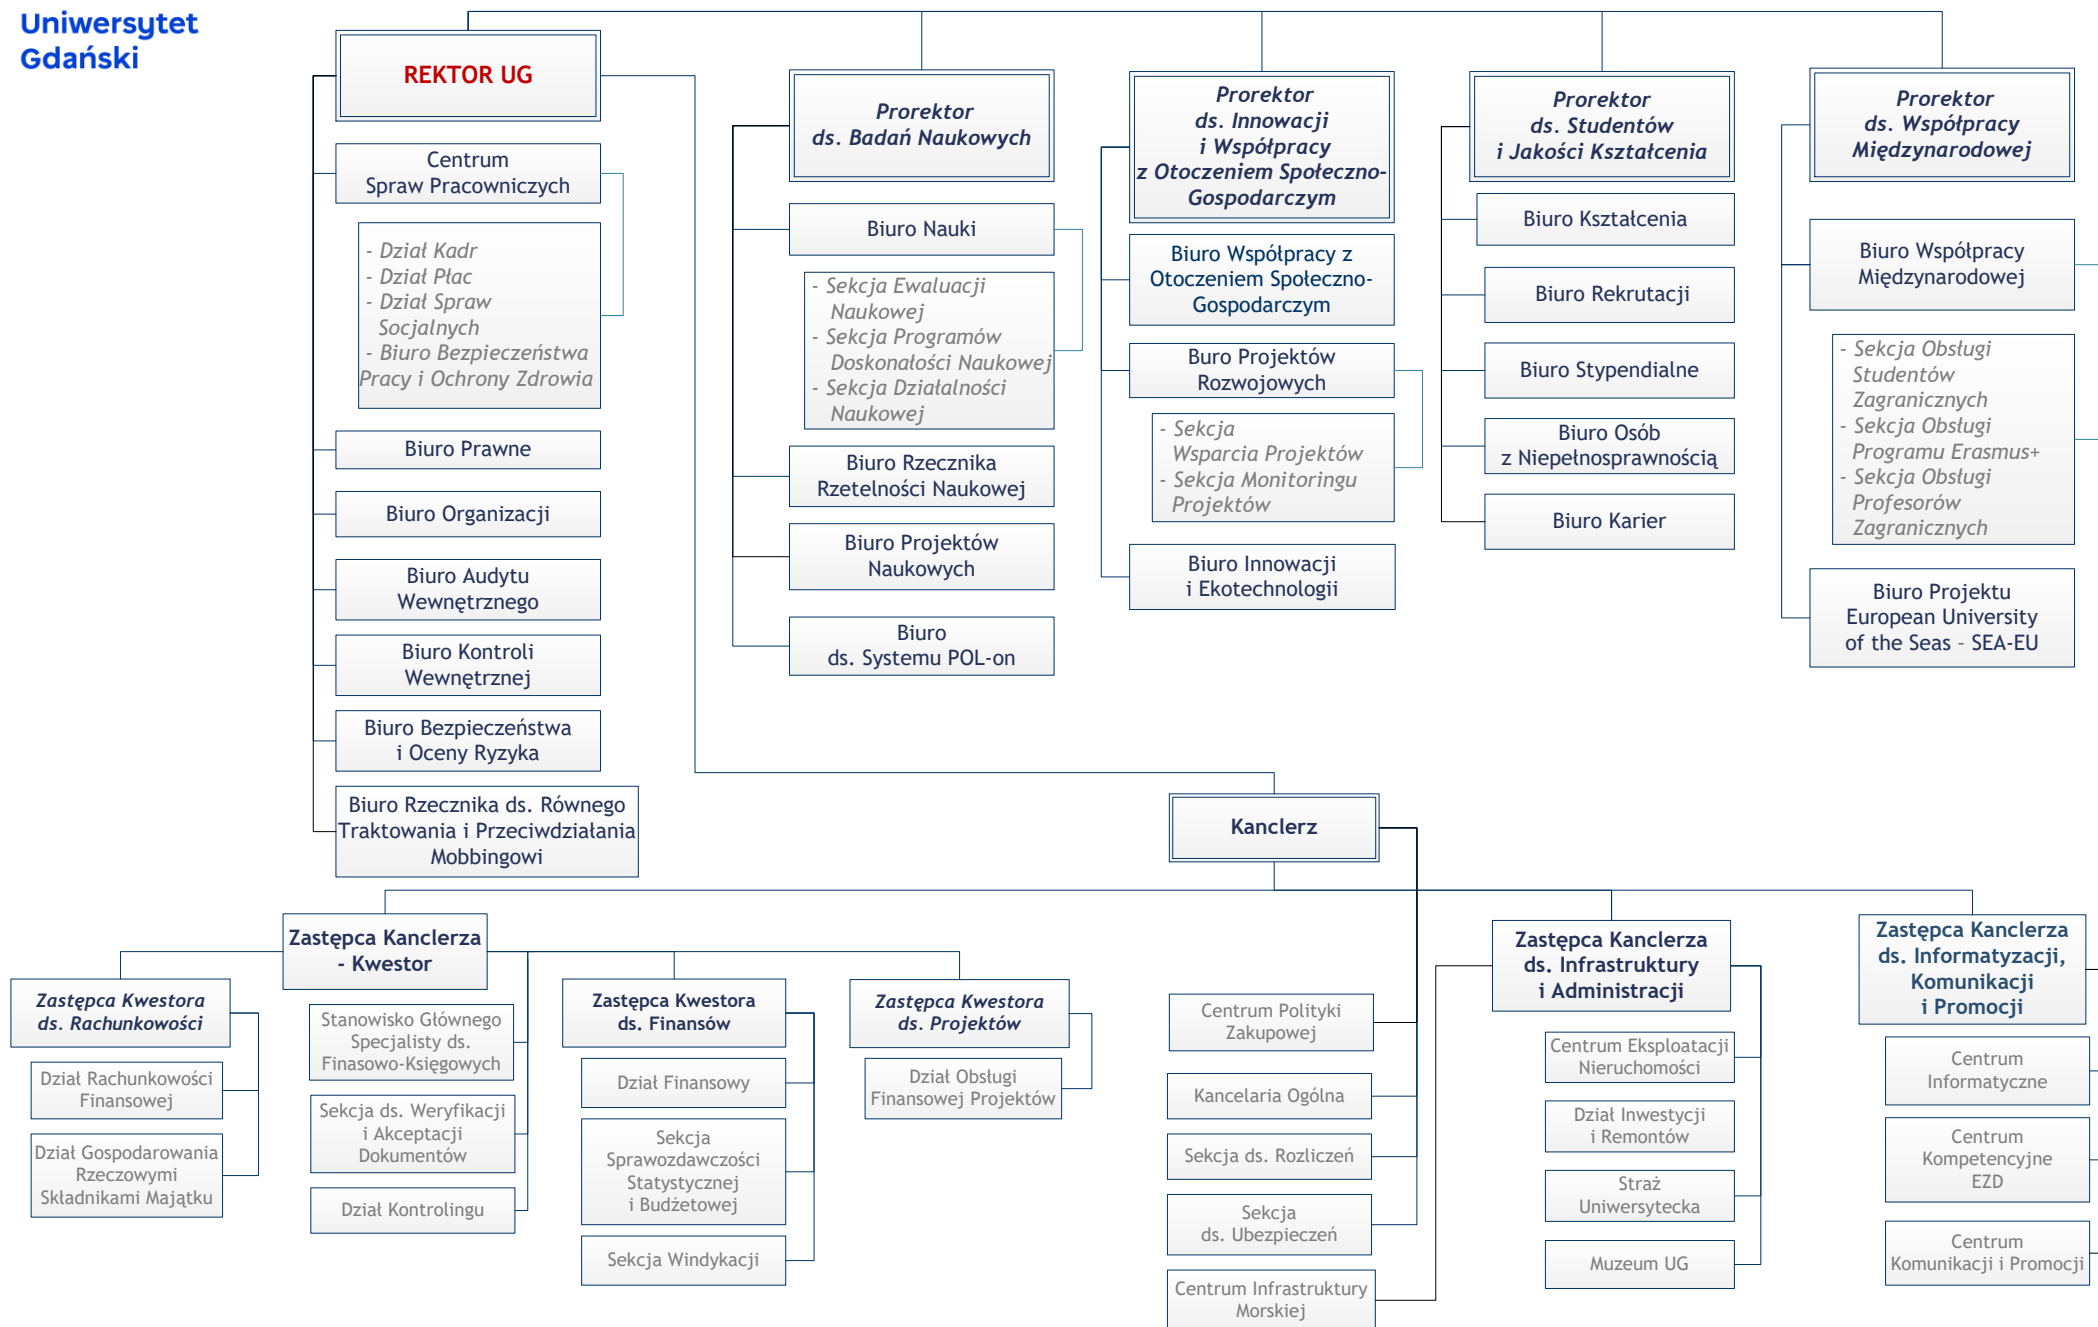 Uniwersytet
Gdański
REKTOR UG
Centrum
Spraw Pracowniczych
- Dział Kadr
- Dział Płac
- Dział Spraw
Socjalnych
- Biuro Bezpieczeństwa
Pracy i Ochrony Zdrowia
Biuro Prawne
Biuro Organizacji
Biuro Audytu
Wewnętrznego
Biuro Kontroli
Wewnętrznej
Biuro Bezpieczeństwa
i Oceny Ryzyka
Biuro Rzecznika ds. Równego
Traktowania i Przeciwdziałania
Mobbingowi
Prorektor
ds. Badań Naukowych
Biuro Nauki
- Sekcja Ewaluacji
Naukowej
- Sekcja Programów
Doskonałości Naukowej
- Sekcja Działalności
Naukowej
Biuro Rzecznika
Rzetelności Naukowej
Biuro Projektów
Naukowych
Biuro
ds. Systemu POL-on
Prorektor
ds. Innowacji
i Współpracy
z Otoczeniem Społeczno-
Gospodarczym
Biuro Współpracy z
Otoczeniem Społeczno-
Gospodarczym
Buro Projektów
Rozwojowych
- Sekcja
Wsparcia Projektów
- Sekcja Monitoringu
Projektów
Biuro Innowacji
i Ekotechnologii
Prorektor
ds. Studentów
i Jakości Kształcenia
Biuro Kształcenia
Biuro Rekrutacji
Biuro Stypendialne
Biuro Osób
z Niepełnosprawnością
Biuro Karier
Prorektor
ds. Współpracy
Międzynarodowej
Biuro Współpracy
Międzynarodowej
- Sekcja Obsługi
Studentów
Zagranicznych
- Sekcja Obsługi
Programu Erasmus+
- Sekcja Obsługi
Profesorów
Zagranicznych
Biuro Projektu
European University
of the Seas – SEA-EU
Kanclerz
Zastępca Kanclerza
- Kwestor
Zastępca Kwestora
ds. Rachunkowości
Dział Rachunkowości
Finansowej
Dział Gospodarowania
Rzeczowymi
Składnikami Majątku
Stanowisko Głównego
Specjalisty ds.
Finasowo-Księgowych
Sekcja ds. Weryfikacji
i Akceptacji
Dokumentów
Dział Kontrolingu
Zastępca Kwestora
ds. Finansów
Dział Finansowy
Sekcja
Sprawozdawczości
Statystycznej
i Budżetowej
Sekcja Windykacji
Zastępca Kwestora
ds. Projektów
Dział Obsługi
Finansowej Projektów
Centrum Polityki
Zakupowej
Kancelaria Ogólna
Sekcja ds. Rozliczeń
Sekcja
ds. Ubezpieczeń
Centrum Infrastruktury
Morskiej
Zastępca Kanclerza
ds. Infrastruktury
i Administracji
Centrum Eksploatacji
Nieruchomości
Dział Inwestycji
i Remontów
Straż
Uniwersytecka
Muzeum UG
Zastępca Kanclerza
ds. Informatyzacji,
Komunikacji
i Promocji
Centrum
Informatyczne
Centrum
Kompetencyjne
EZD
Centrum
Komunikacji i Promocji